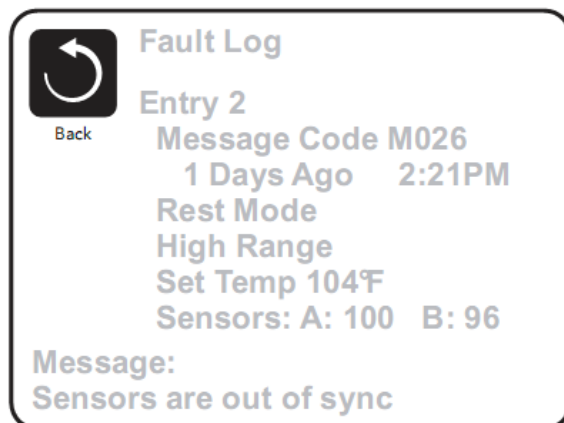 Fault Log
Back
Entry 2
Message Code M026
1 Days Ago 2:21PM
Rest Mode
High Range
Set Temp 104°F
Sensors: A: 100 B: 96
Message:
Sensors are out of sync